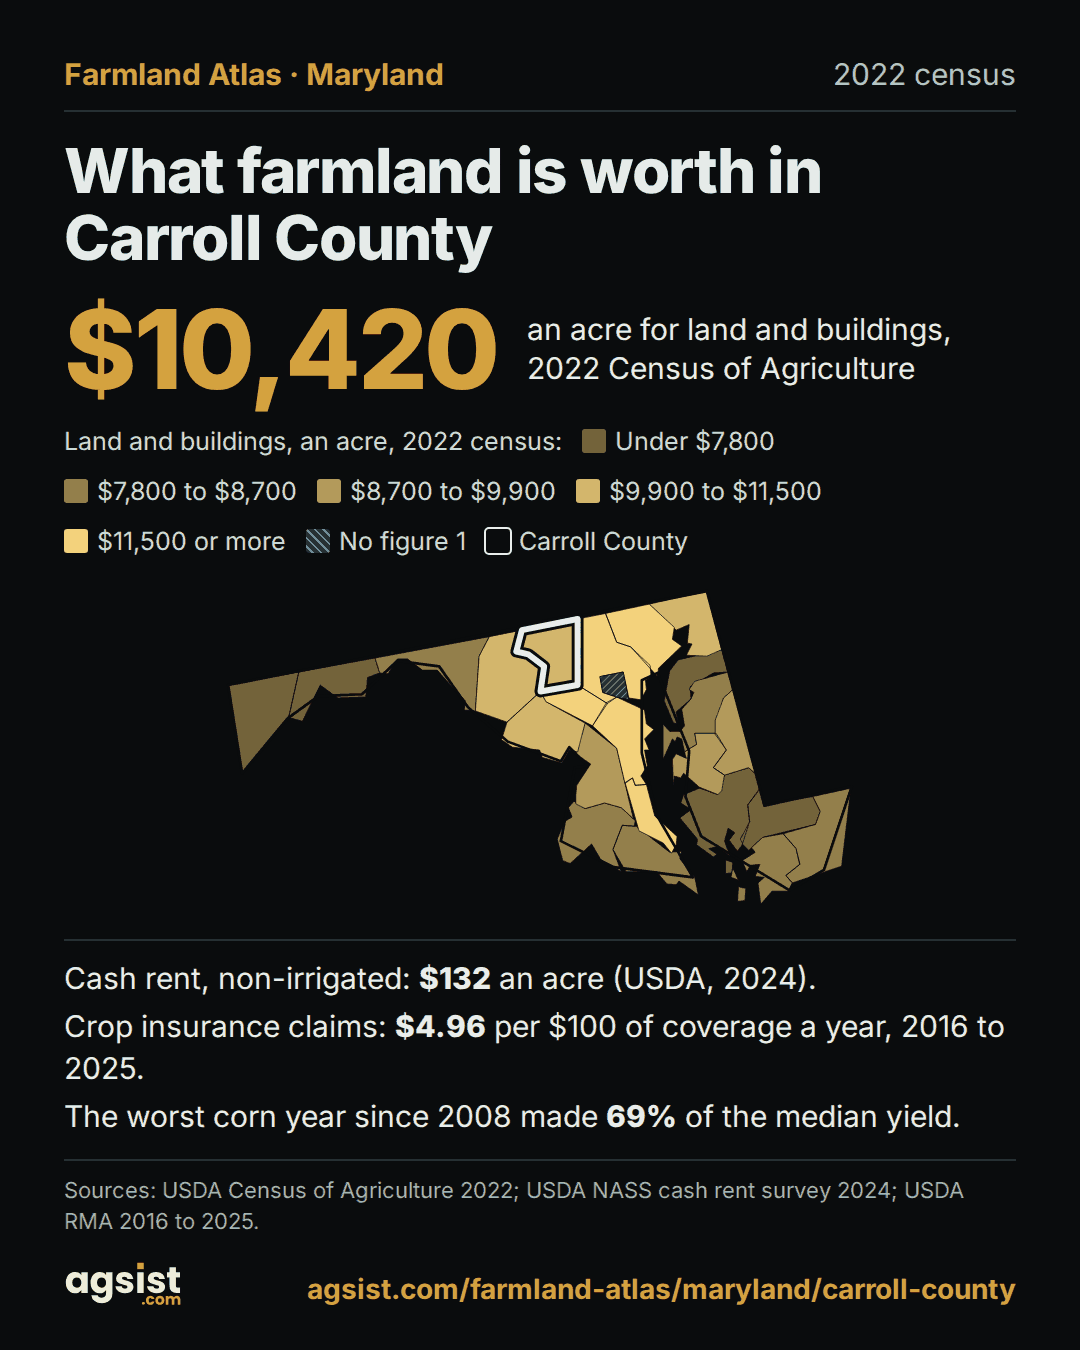 Farmland Atlas · Maryland
2022 census
What farmland is worth in
Carroll County
$10,420
an acre for land and buildings,
2022 Census of Agriculture
Land and buildings, an acre, 2022 census: Under $7,800
$7,800 to $8,700 $8,700 to $9,900 $9,900 to $11,500
$11,500 or more No figure 1 Carroll County
Cash rent, non-irrigated: $132 an acre (USDA, 2024).
Crop insurance claims: $4.96 per $100 of coverage a year, 2016 to
2025.
The worst corn year since 2008 made 69% of the median yield.
Sources: USDA Census of Agriculture 2022; USDA NASS cash rent survey 2024; USDA
RMA 2016 to 2025.
agsist
.com
agsist.com/farmland-atlas/maryland/carroll-county